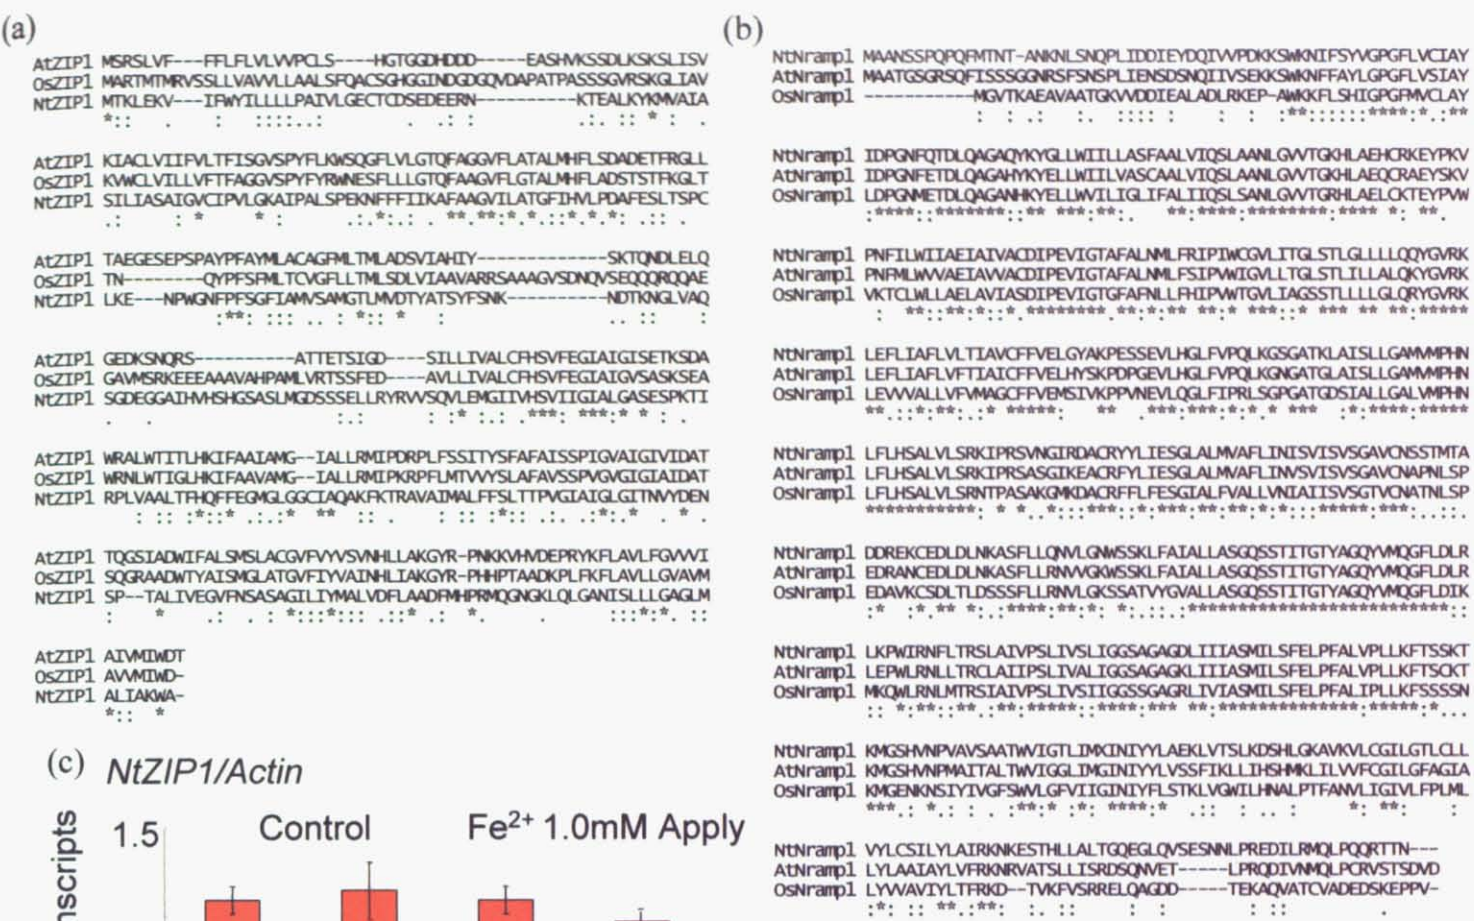 (a)
AtZIP1 MSRSLVF---FFLFLVLVVPCLS----HGTGGDHDDD-----EASHVKSSDLKSKSLISV
OsZIP1 MARTMTMRVSSLLVAVVLLAALSFQACSGHGGINDGDGQVDAPATPASSSGVRSKGLIAV
NtZIP1 MTKLEKV---IFWYILLLLLPAIVLGECTCDSEDEERN----------KTEALKYKMVAIA
AtZIP1 KIACLVIIFVLTFISGVSPYFLKWSQGFLVLGTQFAGGVFLATALMHFLSDADETFRGLL
OsZIP1 KVWCLVILLVFTFAGGVSPYFYRWNESFLLLGTQFAAGVFLGTALMHFLADSTSTFKGLT
NtZIP1 SILIASAIGVCIPVLGKAIPALSPEKNFFFIIKAFAAGVILATGFIHVLPDAFESLTSPC
AtZIP1 TAEGESEPSPAYPFAYMLACAGFMLTMLADSVIAHIY-------------SKTQNDLELQ
OsZIP1 TN--------QYPFSFMLTCVGFLLTMLSDLVIAAVARRSAAAGVSDNQVSEQQQRQQAE
NtZIP1 LKE---NPWGNFPFSGFIAMVSAMGTLMVDTYATSYFSNK----------NDTKNGLVAQ
AtZIP1 GEDKSNQRS----------ATTETSIGD----SILLIVALCFHSVFEGIAIGISETKSDA
OsZIP1 GAVMSRKEEEAAAVAHPAMLVRTSSFED----AVLLIVALCFHSVFEGIAIGVSASKSEA
NtZIP1 SGDEGGAIHVHSHGSASLMGDSSSELLRYRVVSQVLEMGIIVHSVIIGIALGASESPKTI
AtZIP1 WRALWTITLHKIFAAIAMG--IALLRMIPDRPLFSSITYSFAFAISSPIGVAIGIVIDAT
OsZIP1 WRNLWTIGLHKIFAAVAMG--IALLRMIPKRPFLMTVVYSLAFAVSSPVGVGIGIAIDAT
NtZIP1 RPLVAALTFHQFFEGMGLGGCIAQAKFKTRAVAIMALFFSLTTPVGIAIGLGITNVYDEN
AtZIP1 TQGSIADWIFALSMSLACGVFVYVSVNHLLAKGYR-PNKKVHVDEPRYKFLAVLFGVVVI
OsZIP1 SQGRAADWTYAISMGLATGVFIYVAINHLIAKGYR-PHHPTAADKPLFKFLAVLLGVAVM
NtZIP1 SP--TALIVEGVFNSASAGILIYMALVDFLAADFMHPRMQGNGKLQLGANISLLLGAGLM
AtZIP1 AIVMIWDT
OsZIP1 AVVMIWD-
NtZIP1 ALIAKWA-
(b)
NtNramp1 MAANSSPQPQFMTNT-ANKNLSNQPLIDDIEYDQIVVPDKKSWKNIFSYVGPGFLVCIAY
AtNramp1 MAATGSGRSQFISSSGGNRSFSNSPLIENSDSNQIIVSEKKSWKNFFAYLGPGFLVSIAY
OsNramp1 -----------MGVTKAEAVAATGKVVDDIEALADLRKEP-AWKKFLSHIGPGFMVCLAY
NtNramp1 IDPGNFQTDLQAGAQYKYGLLWIILLASFAALVIQSLAANLGVVTGKHLAEHCRKEYPKV
AtNramp1 IDPGNFETDLQAGAHYKYELLWIILVASCAALVIQSLAANLGVVTGKHLAEQCRAEYSKV
OsNramp1 LDPGNMETDLQAGANHKYELLWVILIGLIFALIIQSLSANLGVVTGRHLAELCKTEYPVW
NtNramp1 PNFILWIIAEIAIVACDIPEVIGTAFALNMLFRIPIWCGVLITGLSTLGLLLLQQYGVRK
AtNramp1 PNFMLWVVAEIAVVACDIPEVIGTAFALNMLFSIPVWIGVLLTGLSTLILLALQKYGVRK
OsNramp1 VKTCLWLLAELAVIASDIPEVIGTGFAFNLLFHIPVWTGVLIAGSSTLLLLGLQRYGVRK
NtNramp1 LEFLIAFLVLTIAVCFFVELGYAKPESSEVLHGLFVPQLKGSGATKLAISLLGAMVMPHN
AtNramp1 LEFLIAFLVFTIAICFFVELHYSKPDPGEVLHGLFVPQLKGNGATGLAISLLGAMVMPHN
OsNramp1 LEVVVALLVFVMAGCFFVEMSIVKPPVNEVLQGLFIPRLSGPGATGDSIALLGALVMPHN
NtNramp1 LFLHSALVLSRKIPRSVNGIRDACRYYLIESGLALMVAFLINISVISVSGAVCNSSTMTA
AtNramp1 LFLHSALVLSRKIPRSASGIKEACRFYLIESGLALMVAFLINVSVISVSGAVCNAPNLSP
OsNramp1 LFLHSALVLSRNTPASAKGMKDACRFFLFESGIALFVALLVNIAIISVSGTVCNATNLSP
NtNramp1 DDREKCEDLDLNKASFLLQNVLGNWSSKLFAIALLASGQSSTITGTYAGQYVMQGFLDLR
AtNramp1 EDRANCEDLDLNKASFLLRNVVGKWSSKLFAIALLASGQSSTITGTYAGQYVMQGFLDLR
OsNramp1 EDAVKCSDLTLDSSSFLLRNVLGKSSATVYGVALLASGQSSTITGTYAGQYVMQGFLDIK
NtNramp1 LKPWIRNFLTRSLAIVPSLIVSLIGGSAGAGDLIIIASMILSFELPFALVPLLKFTSSKT
AtNramp1 LEPWLRNLLTRCLAIIPSLIVALIGGSAGAGKLIIIASMILSFELPFALVPLLKFTSCKT
OsNramp1 MKQWLRNLMTRSIAIVPSLIVSIIGGSSGAGRLIVIASMILSFELPFALIPLLKFSSSSN
NtNramp1 KMGSHVNPVAVSAATWVIGTLIMXINIYYLAEKLVTSLKDSHLGKAVKVLCGILGTLCLL
AtNramp1 KMGSHVNPMAITALTWVIGGLIMGINIYYLVSSFIKLLIHSHMKLILVVFCGILGFAGIA
OsNramp1 KMGENKNSIYIVGFSWVLGFVIIGINIYFLSTKLVGWILHNALPTFANVLIGIVLFPLML
NtNramp1 VYLCSILYLAIRKNKESTHLLALTGQEGLQVSESNNLPREDILRMQLPQQRTTN---
AtNramp1 LYLAAIAYLVFRKNRVATSLLISRDSQNVET-----LPRQDIVNMQLPCRVSTSDVD
OsNramp1 LYVVAVIYLTFRKD--TVKFVSRRELQAGDD-----TEKAQVATCVADEDSKEPPV-
(c) NtZIP1/Actin
1.5 Control Fe²⁺ 1.0mM Apply
nscripts